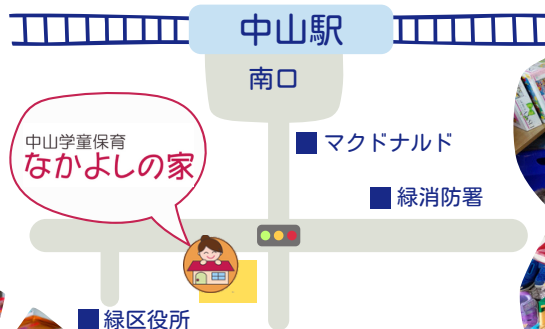 中山駅
南口
マクドナルド
中山学童保育
なかよしの家
緑消防署
緑区役所